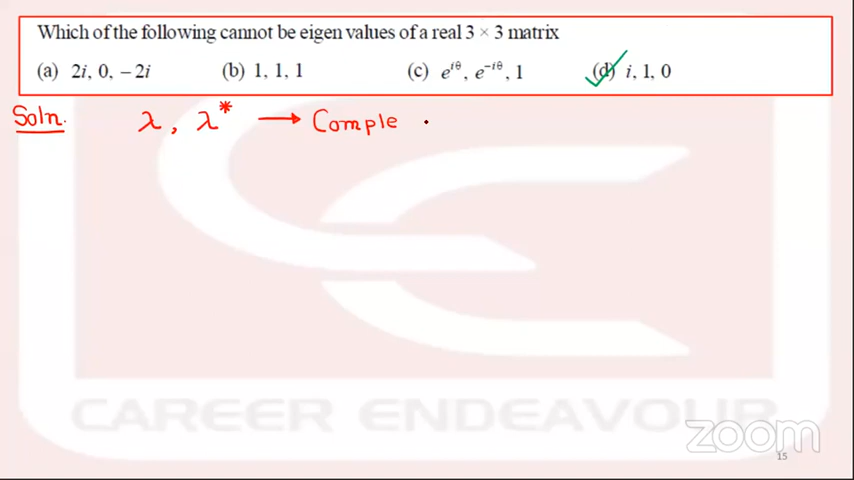 Which of the following cannot be eigen values of a real 3 × 3 matrix
(a) 2i, 0, – 2i (b) 1, 1, 1 (c) e^{iθ}, e^{–iθ}, 1 (d) i, 1, 0
Soln. λ, λ* → Comple
CAREER ENDEAVOUR
zoom
15